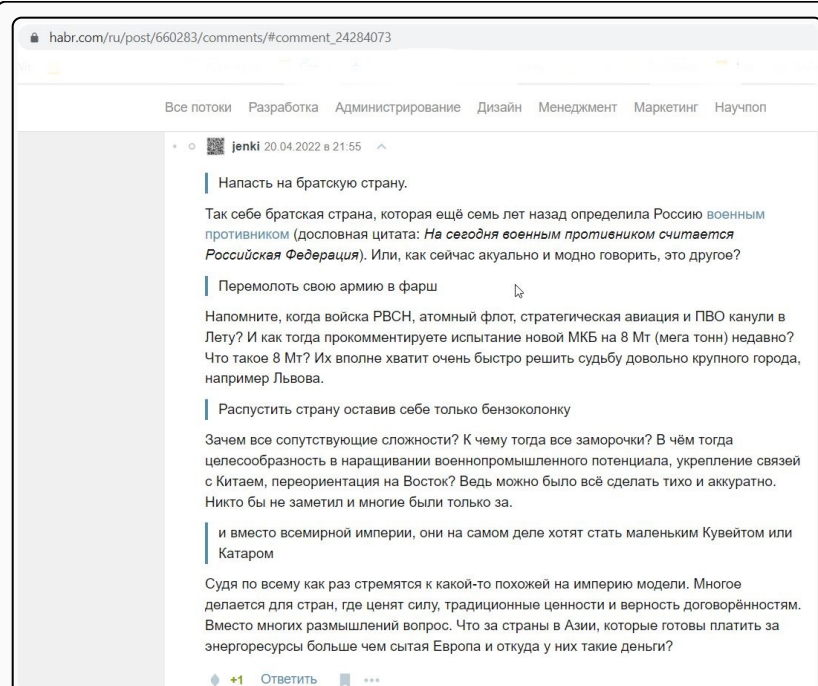 habr.com/ru/post/660283/comments/#comment_24284073
Все потоки Разработка Администрирование Дизайн Менеджмент Маркетинг Научпоп
jenki 20.04.2022 в 21:55
Напасть на братскую страну.
Так себе братская страна, которая ещё семь лет назад определила Россию военным
противником (дословная цитата: На сегодня военным противником считается
Российская Федерация). Или, как сейчас акуально и модно говорить, это другое?
Перемолоть свою армию в фарш
Напомните, когда войска РВСН, атомный флот, стратегическая авиация и ПВО канули в
Лету? И как тогда прокомментируете испытание новой МКБ на 8 Мт (мега тонн) недавно?
Что такое 8 Мт? Их вполне хватит очень быстро решить судьбу довольно крупного города,
например Львова.
Распустить страну оставив себе только бензоколонку
Зачем все сопутствующие сложности? К чему тогда все заморочки? В чём тогда
целесообразность в наращивании военнопромышленного потенциала, укрепление связей
с Китаем, переориентация на Восток? Ведь можно было всё сделать тихо и аккуратно.
Никто бы не заметил и многие были только за.
и вместо всемирной империи, они на самом деле хотят стать маленьким Кувейтом или
Катаром
Судя по всему как раз стремятся к какой-то похожей на империю модели. Многое
делается для стран, где ценят силу, традиционные ценности и верность договорённостям.
Вместо многих размышлений вопрос. Что за страны в Азии, которые готовы платить за
энергоресурсы больше чем сытая Европа и откуда у них такие деньги?
+1 Ответить